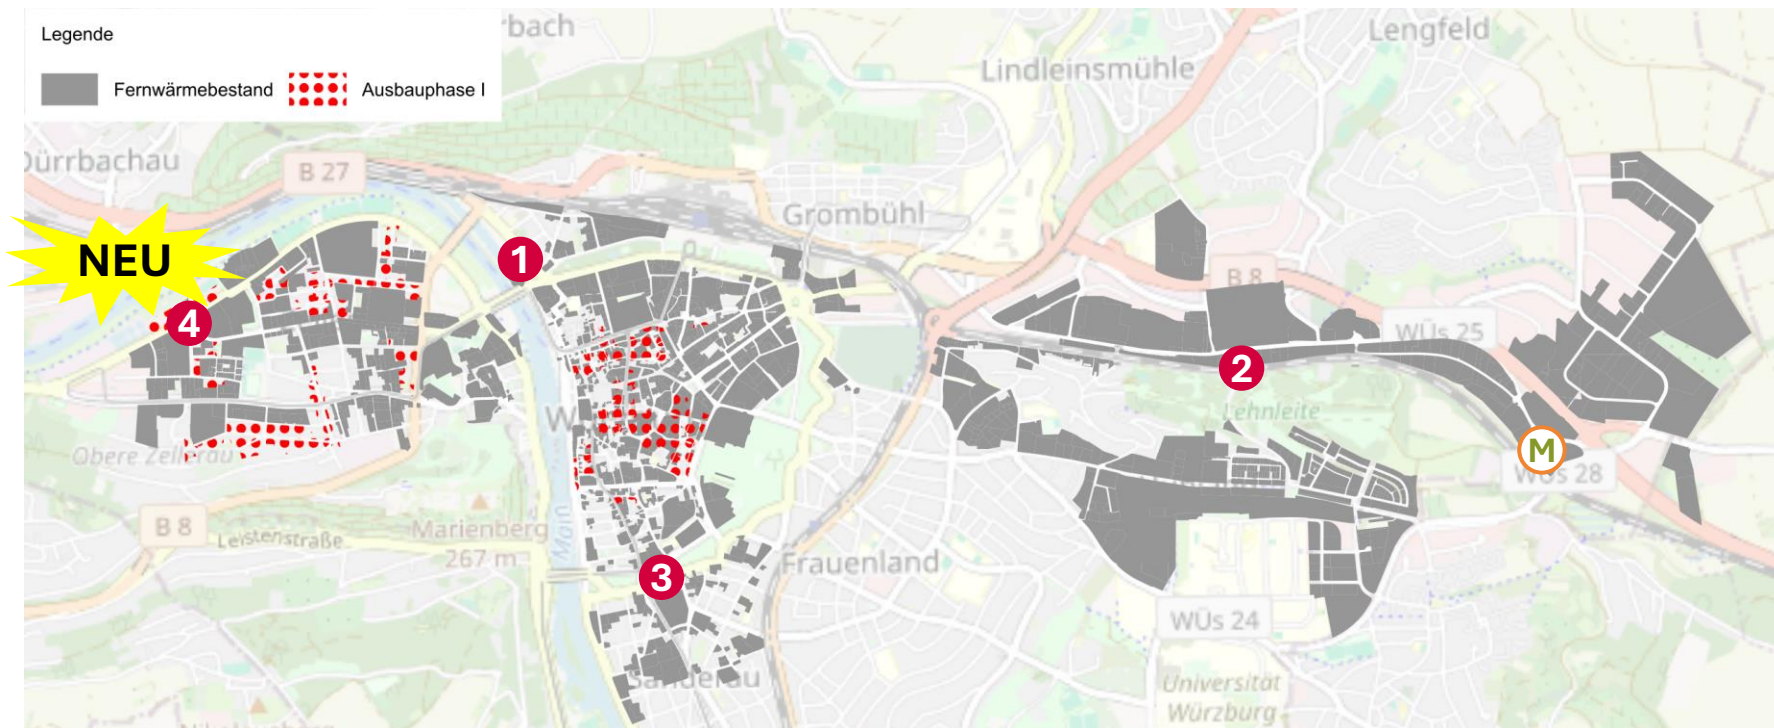 Legende
Fernwärmebestand
Ausbauphase I
rbach
Lengfeld
Lindleinsmühle
Dürrbachau
B 27
Grombühl
NEU
1
B 8
4
WÜs 25
2
Lehnleite
W
Obere Zellerau
M
WÜs 28
B 8
Leistenstraße
Marienberg
267 m
Main
3
Frauenland
WÜs 24
Sanderau
Universität
Würzburg